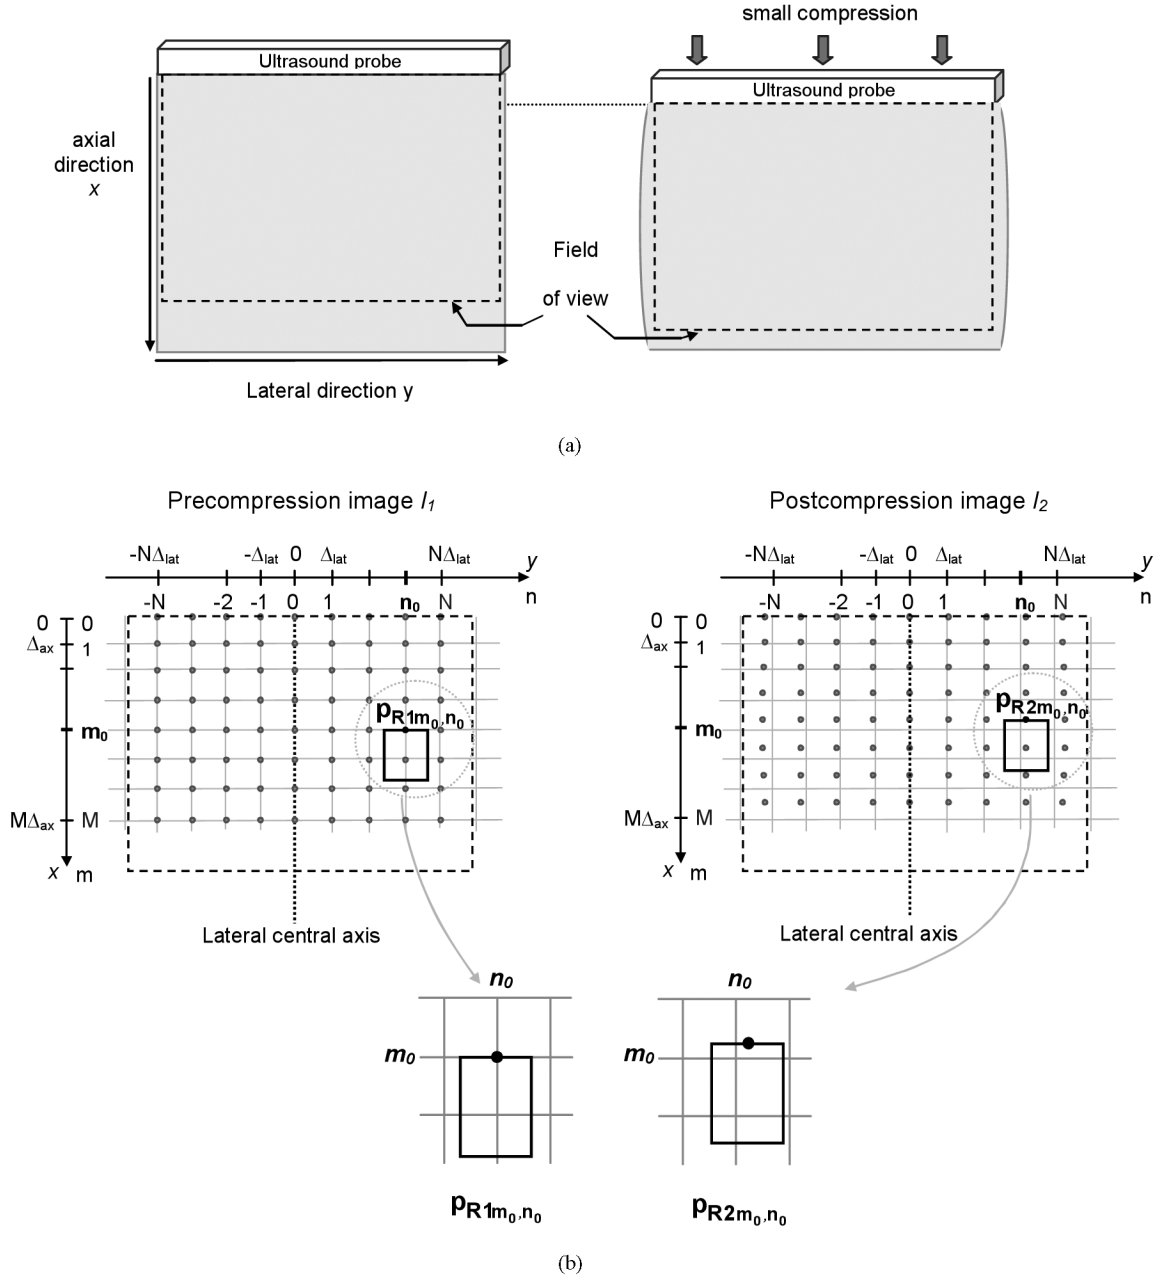 small compression
Ultrasound probe
Ultrasound probe
axial
direction
x
Field
of view
Lateral direction y
(a)
Precompression image I1
Postcompression image I2
-NΔlat -Δlat 0 Δlat NΔlat y
-N -2 -1 0 1 n0 N n
-NΔlat -Δlat 0 Δlat NΔlat y
-N -2 -1 0 1 n0 N n
0 0
Δax 1
pR1m0,n0
m0
MΔax M
x m
0 0
Δax 1
pR2m0,n0
m0
MΔax M
x m
Lateral central axis
Lateral central axis
n0
m0
pR1m0,n0
n0
m0
pR2m0,n0
(b)